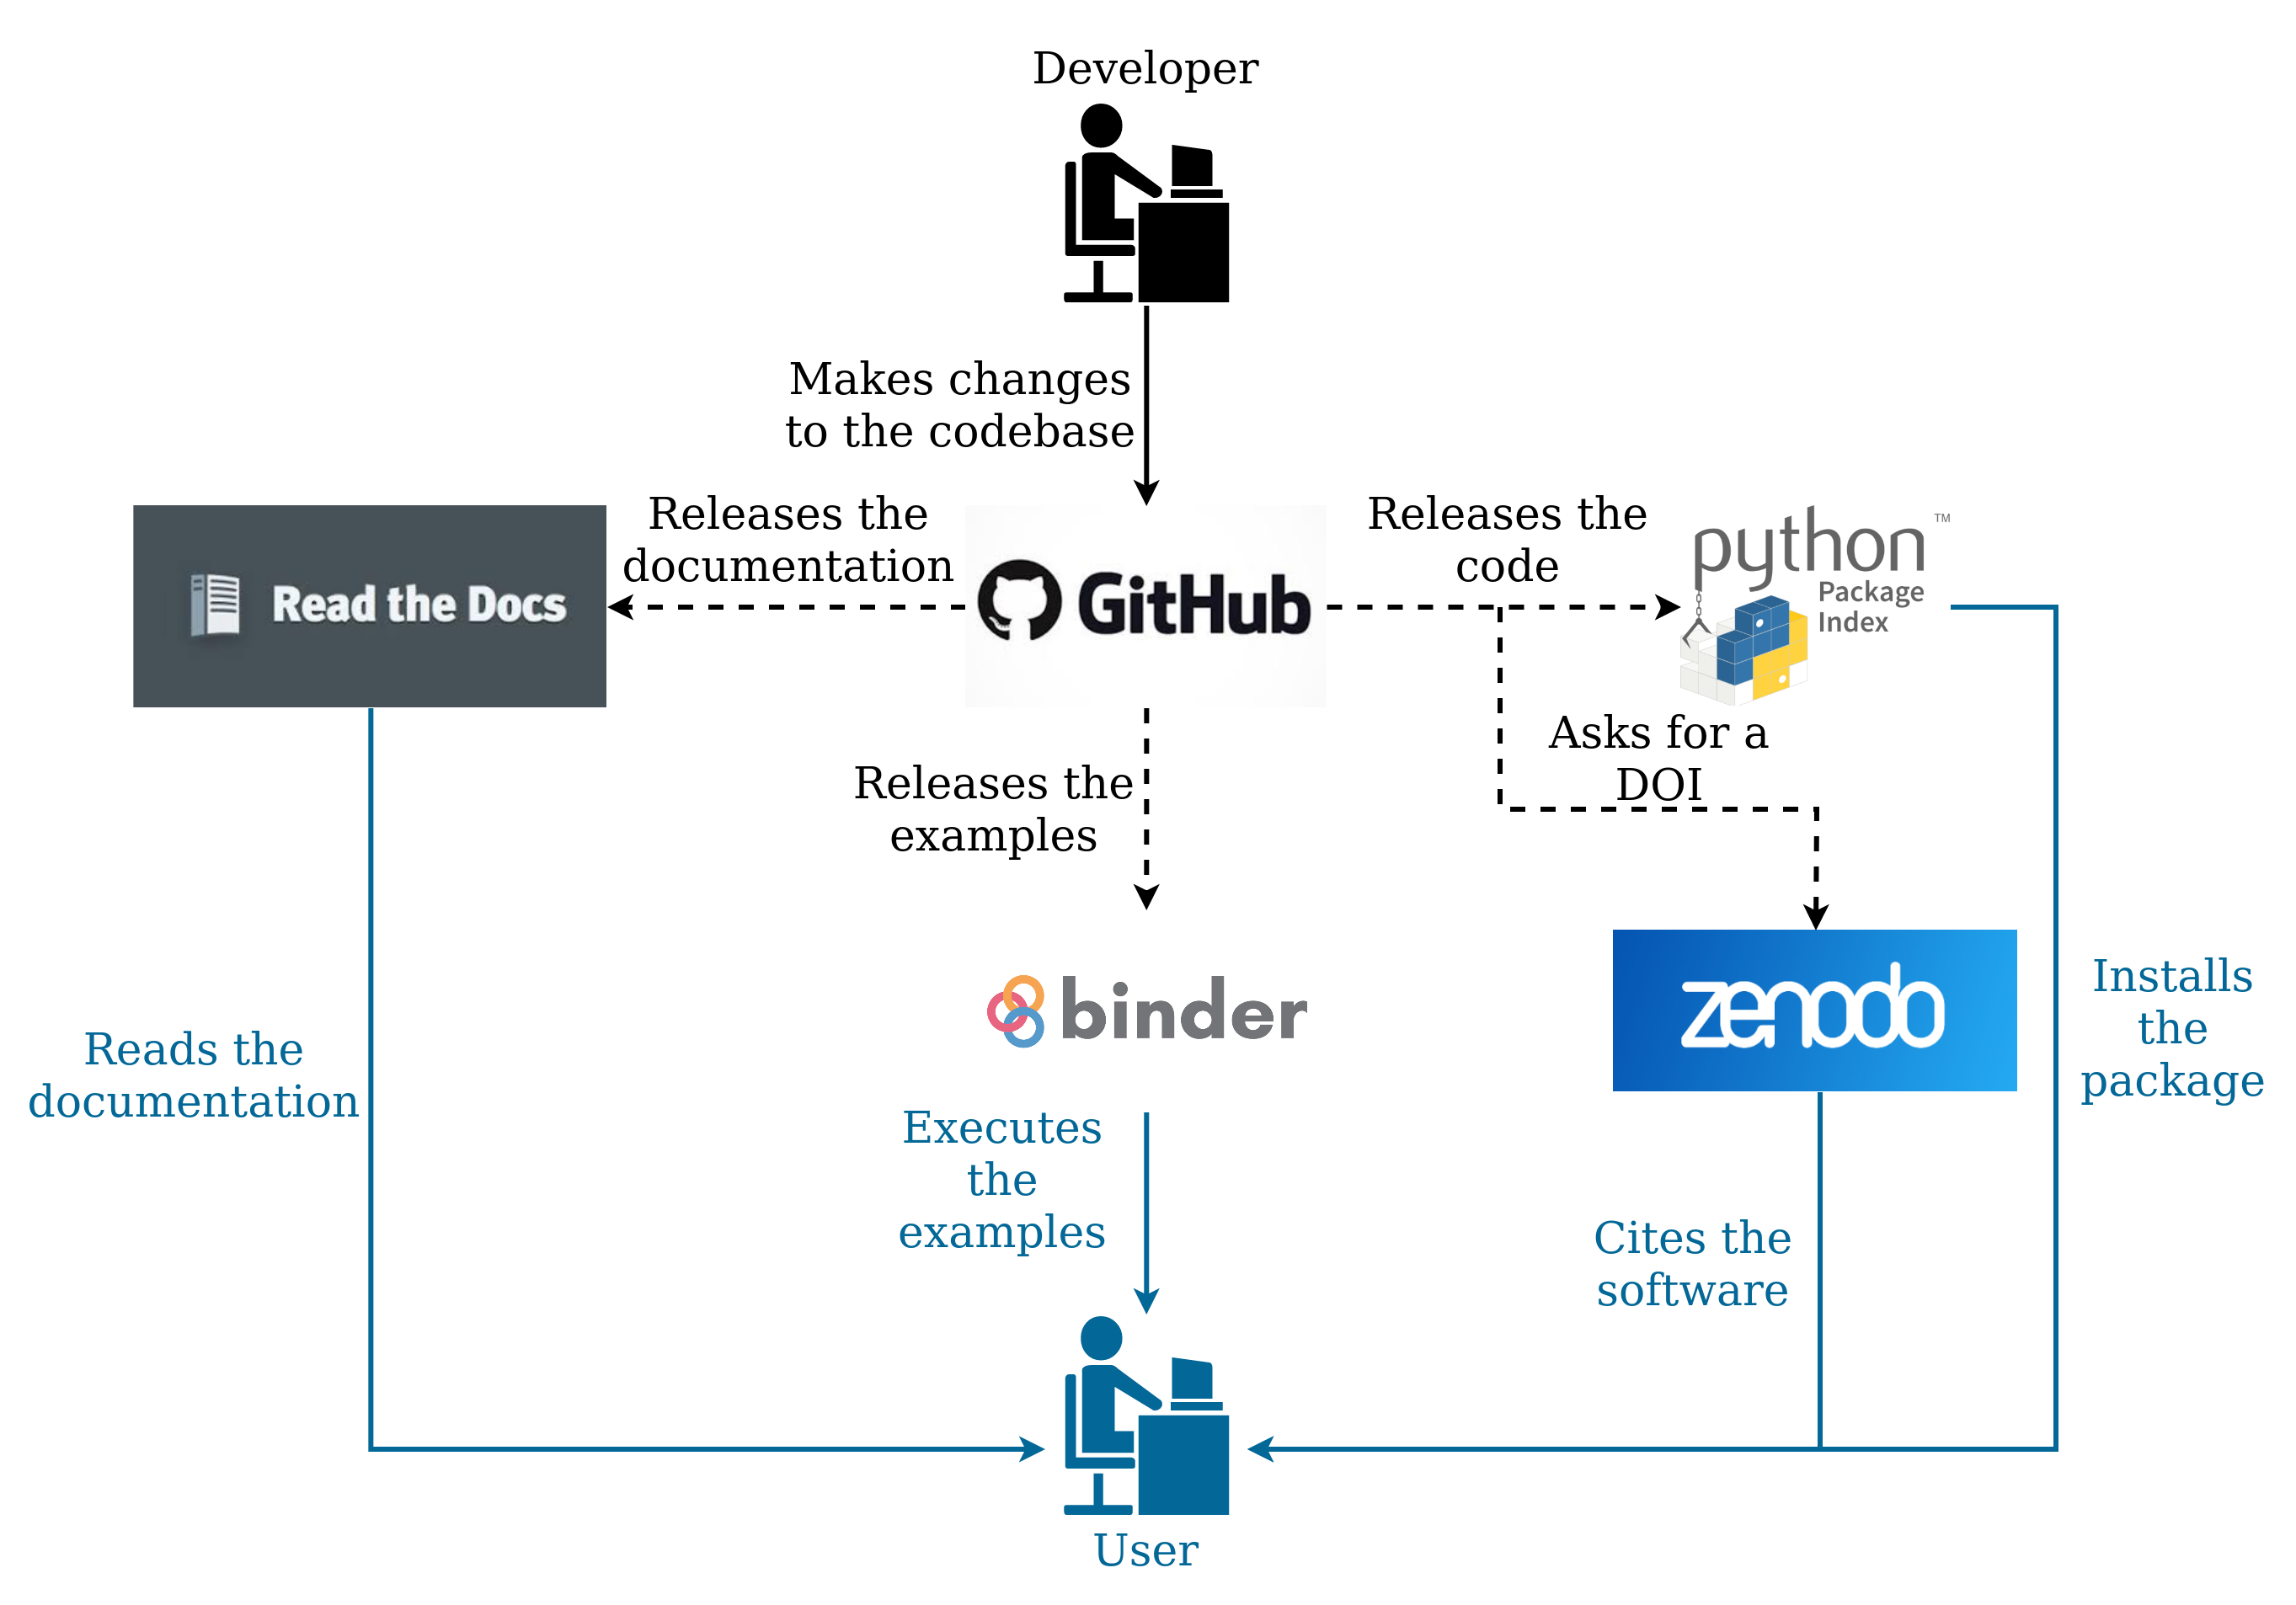 Developer
Makes changes
to the codebase
Releases the
documentation
Releases the
code
Read the Docs
GitHub
python
TM
Package
Index
Asks for a
DOI
Releases the
examples
binder
zenodo
Installs
the
package
Reads the
documentation
Executes
the
examples
Cites the
software
User